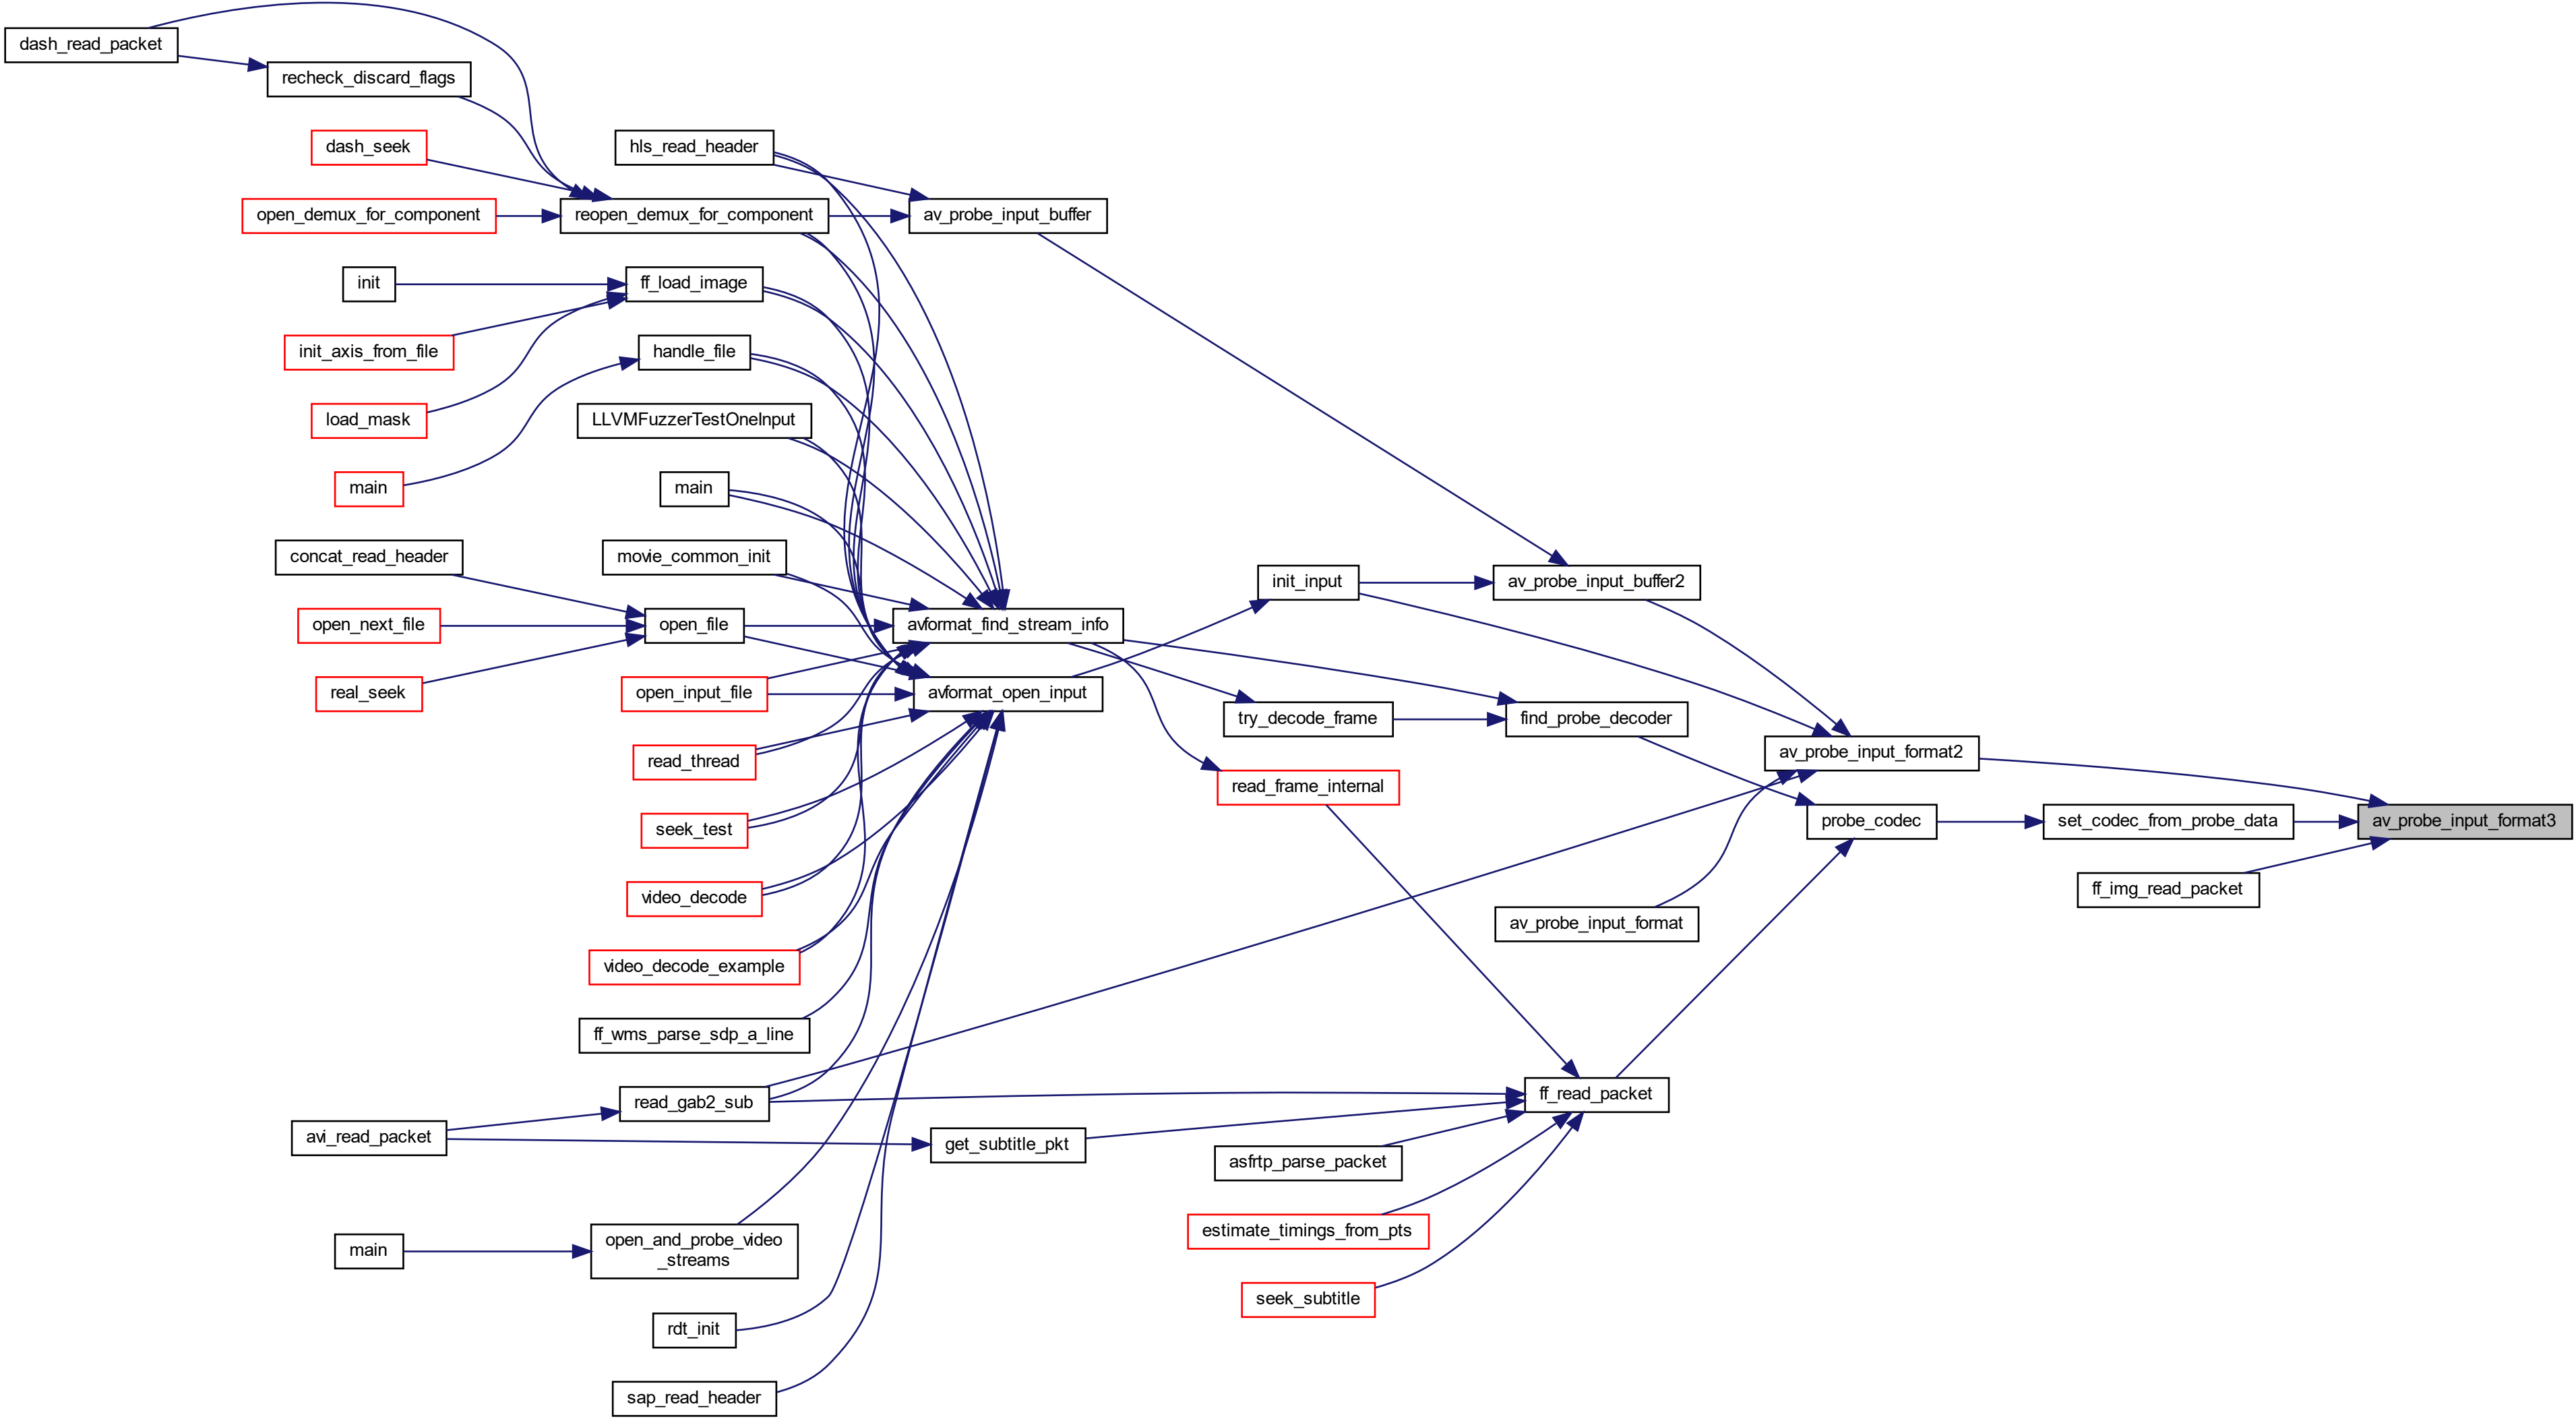 dash_read_packet
recheck_discard_flags
dash_seek
hls_read_header
open_demux_for_component
reopen_demux_for_component
av_probe_input_buffer
init
ff_load_image
init_axis_from_file
handle_file
load_mask
LLVMFuzzerTestOneInput
main
main
concat_read_header
movie_common_init
init_input
av_probe_input_buffer2
open_next_file
open_file
avformat_find_stream_info
real_seek
open_input_file
avformat_open_input
try_decode_frame
find_probe_decoder
read_thread
av_probe_input_format2
read_frame_internal
seek_test
probe_codec
set_codec_from_probe_data
av_probe_input_format3
video_decode
ff_img_read_packet
av_probe_input_format
video_decode_example
ff_wms_parse_sdp_a_line
read_gab2_sub
ff_read_packet
avi_read_packet
get_subtitle_pkt
asfrtp_parse_packet
main
open_and_probe_video
_streams
estimate_timings_from_pts
seek_subtitle
rdt_init
sap_read_header